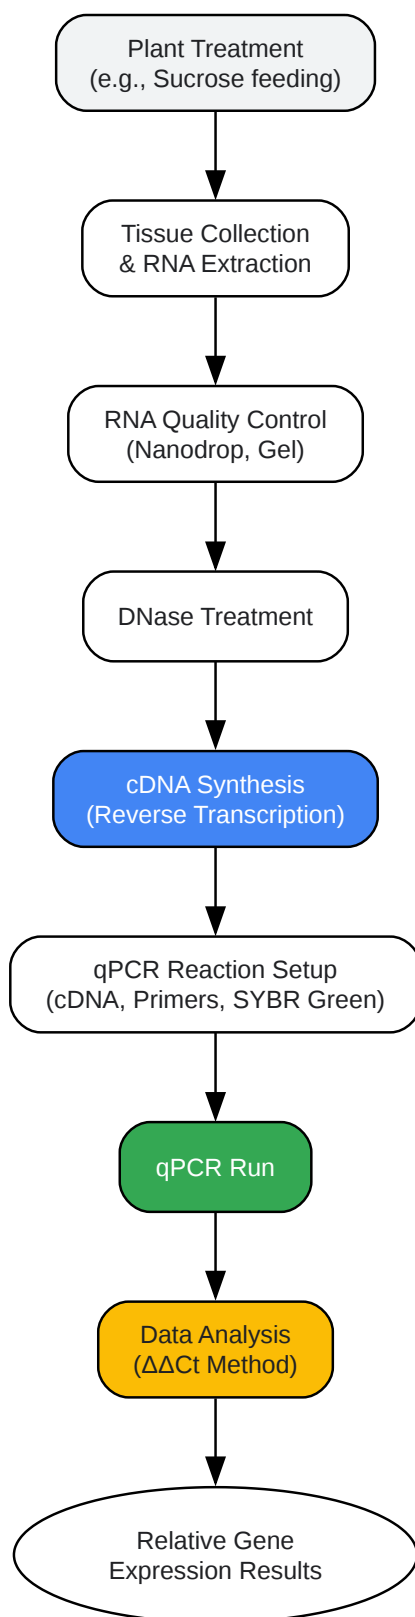 Plant Treatment
(e.g., Sucrose feeding)
Tissue Collection
& RNA Extraction
RNA Quality Control
(Nanodrop, Gel)
DNase Treatment
cDNA Synthesis
(Reverse Transcription)
qPCR Reaction Setup
(cDNA, Primers, SYBR Green)
qPCR Run
Data Analysis
(ΔΔCt Method)
Relative Gene
Expression Results